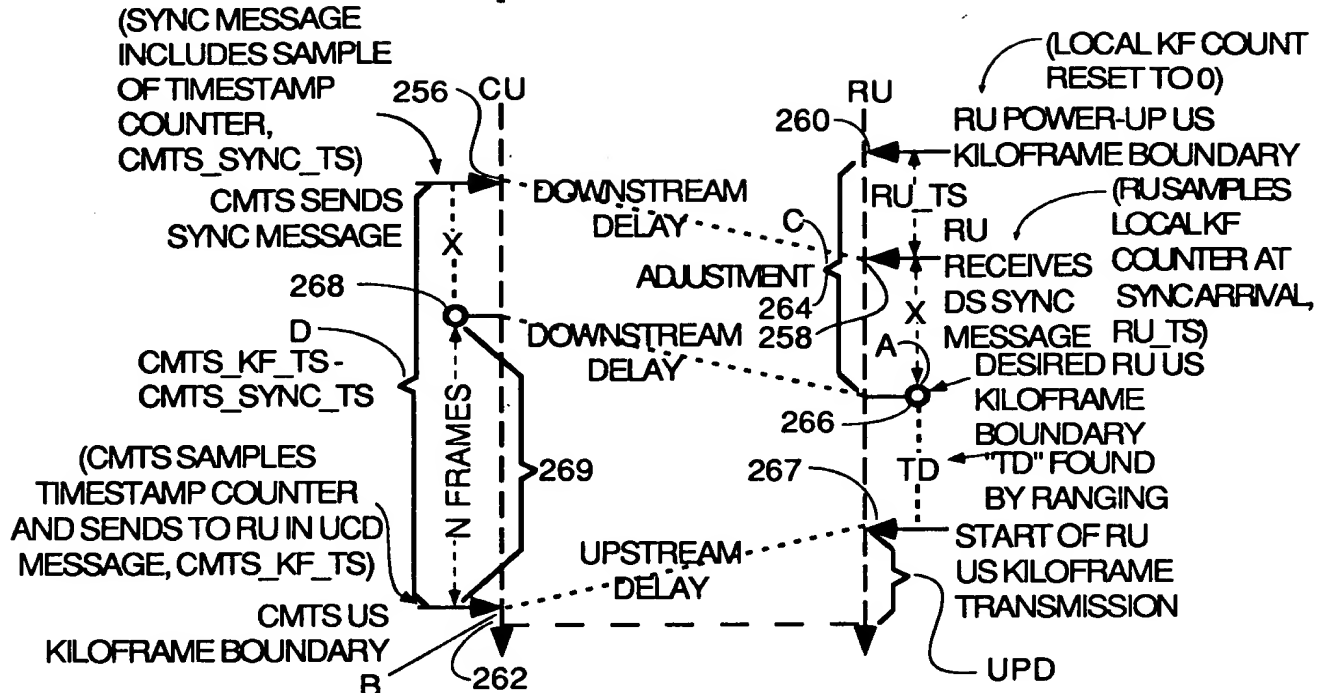 (SYNC MESSAGE
INCLUDES SAMPLE
OF TIMESTAMP
COUNTER,
CMTS_SYNC_TS)
256
CU
CMTS SENDS
SYNC MESSAGE
X
DOWNSTREAM
DELAY
268
D
CMTS_KF_TS -
CMTS_SYNC_TS
N FRAMES
DOWNSTREAM
DELAY
269
(CMTS SAMPLES
TIMESTAMP COUNTER
AND SENDS TO RU IN UCD
MESSAGE, CMTS_KF_TS)
UPSTREAM
DELAY
CMTS US
KILOFRAME BOUNDARY
B
262
(LOCAL KF COUNT
RESET TO 0)
RU
260
RU POWER-UP US
KILOFRAME BOUNDARY
RU_TS
C
ADJUSTMENT
264
258
RU
RECEIVES
DS SYNC
MESSAGE
(RU SAMPLES
LOCAL KF
COUNTER AT
SYNC ARRIVAL,
RU_TS)
X
A
266
DESIRED RU US
KILOFRAME
BOUNDARY
267
TD
"TD" FOUND
BY RANGING
START OF RU
US KILOFRAME
TRANSMISSION
UPD